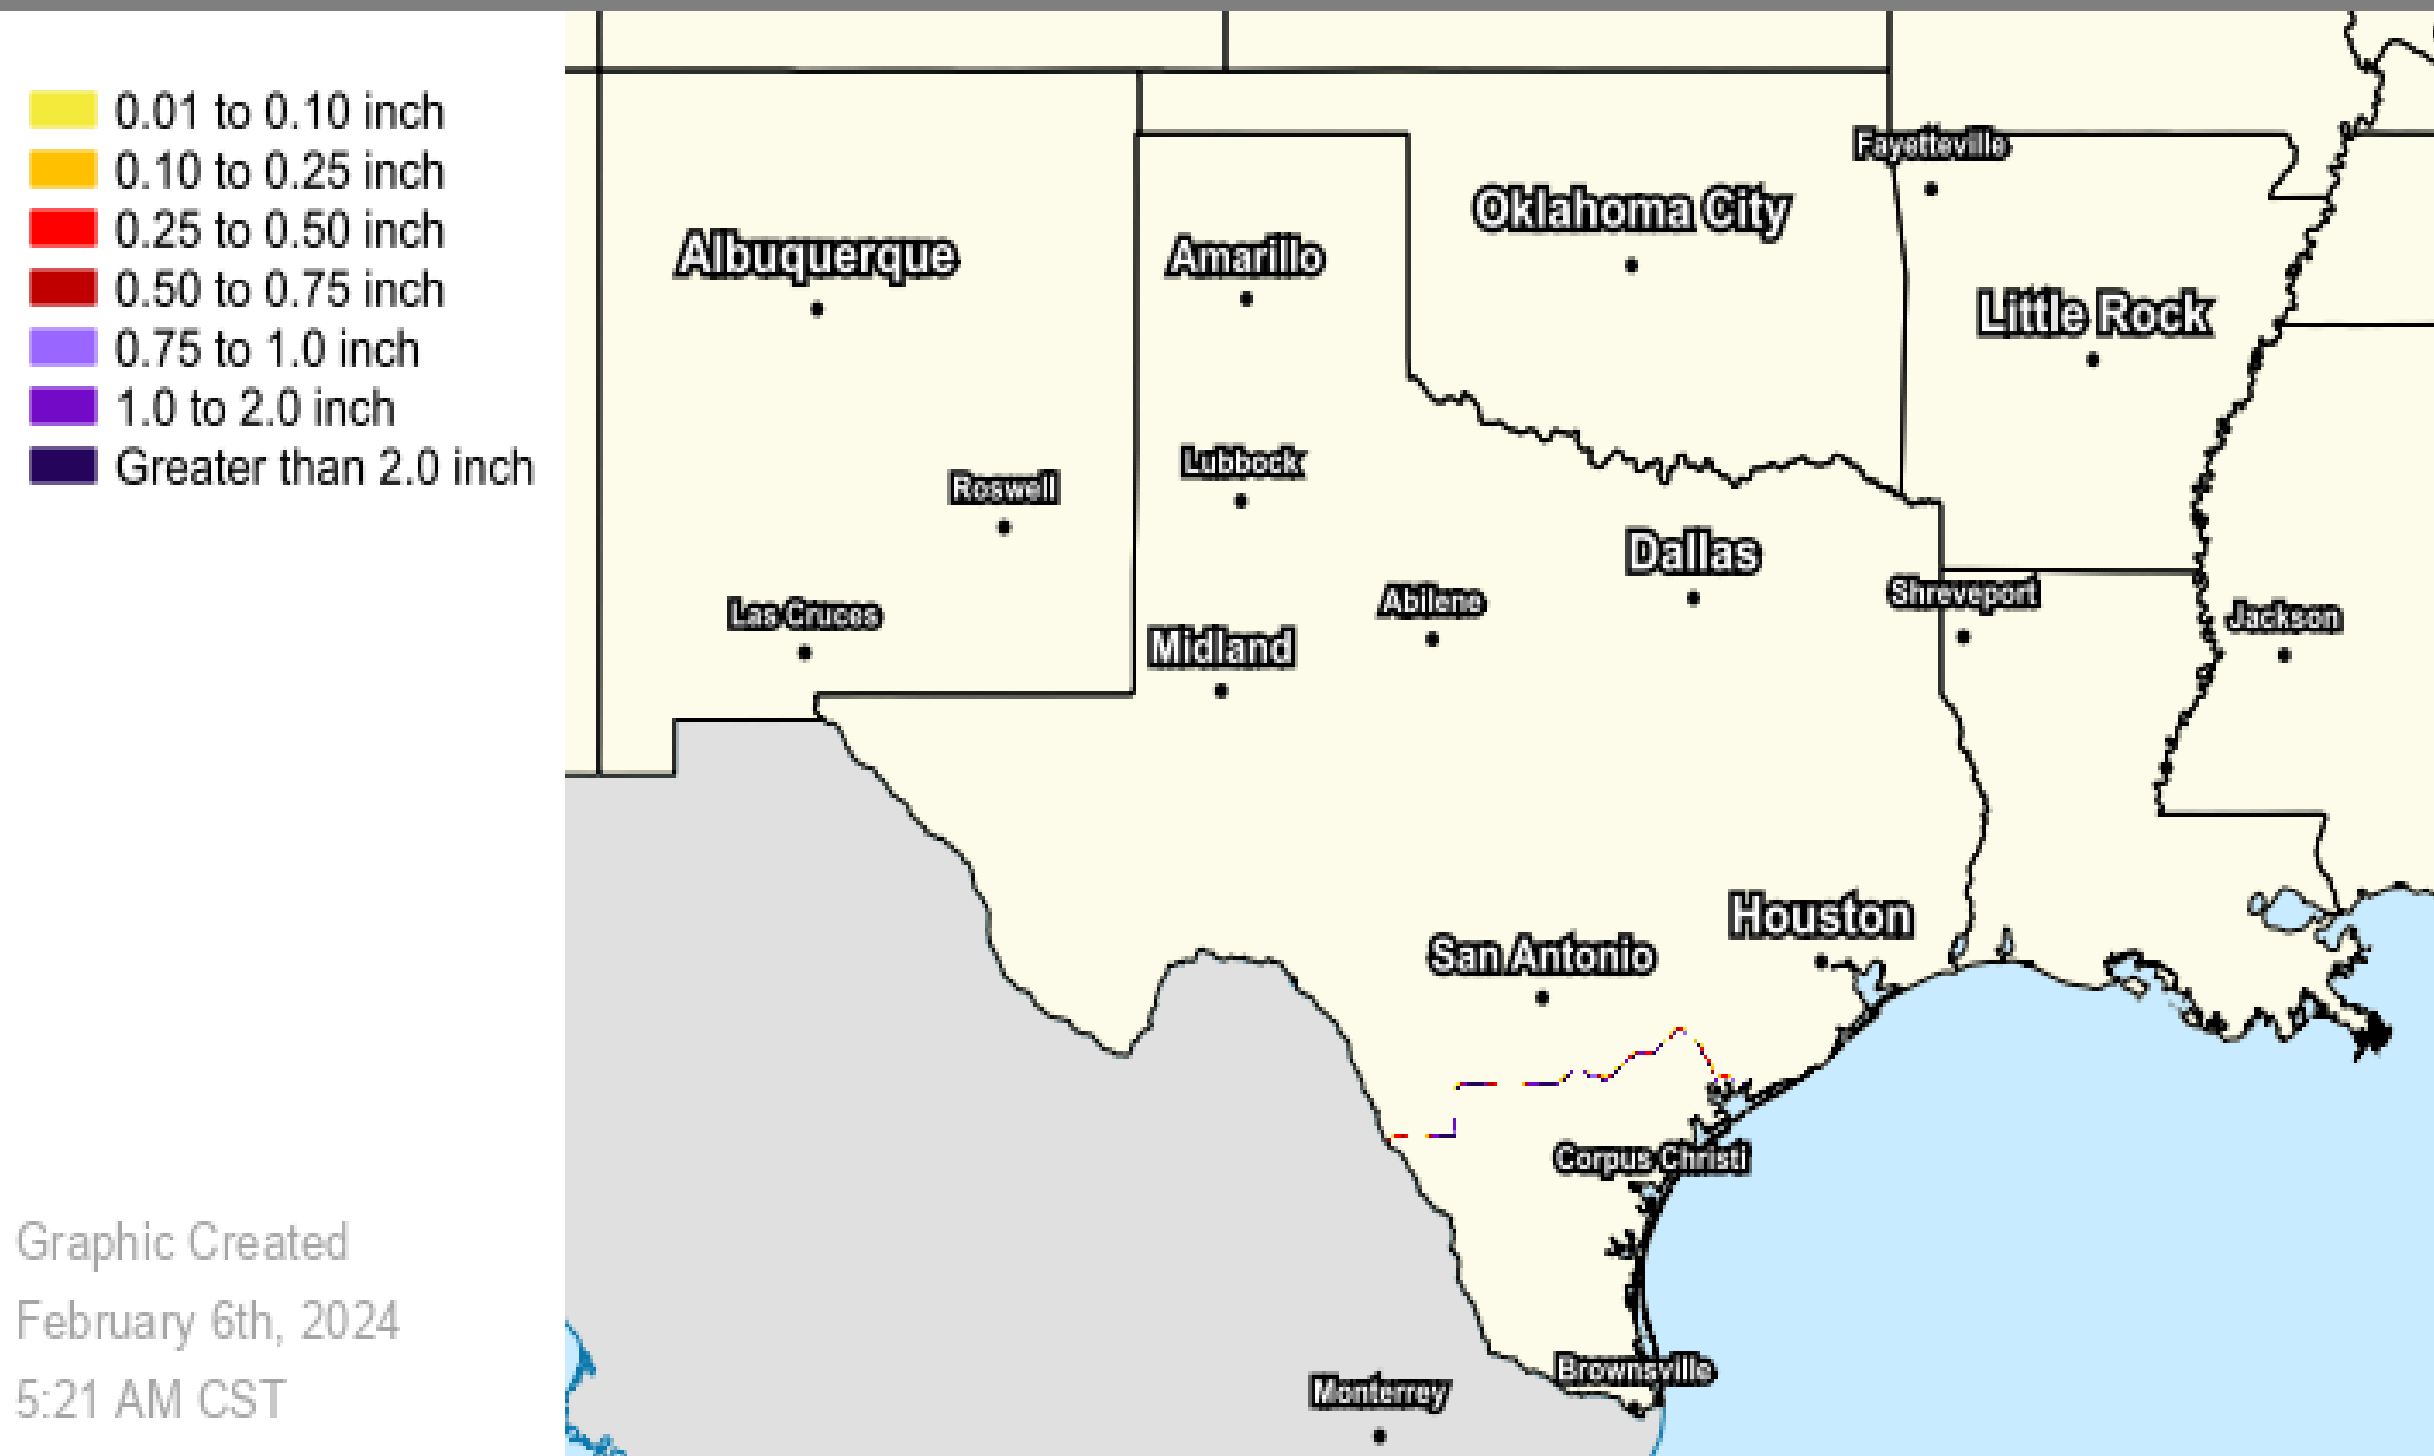 0.01 to 0.10 inch
0.10 to 0.25 inch
0.25 to 0.50 inch
0.50 to 0.75 inch
0.75 to 1.0 inch
1.0 to 2.0 inch
Greater than 2.0 inch
Fayetteville
Oklahoma City
Albuquerque
Amarillo
Little Rock
Lubbock
Roswell
Dallas
Shreveport
Abilene
Las Cruces
Jackson
Midland
Houston
San Antonio
Corpus Christi
Brownsville
Monterrey
Graphic Created
February 6th, 2024
5:21 AM CST